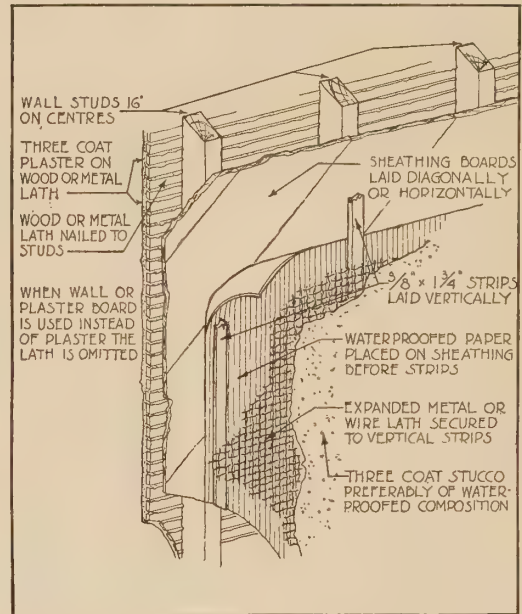 WALL STUDS 16"
ON CENTRES
THREE COAT
PLASTER ON
WOOD OR METAL
LATH
WOOD OR METAL
LATH NAILED TO
STUDS
WHEN WALL OR
PLASTER BOARD
IS USED INSTEAD
OF PLASTER THE
LATH IS OMITTED
SHEATHING BOARDS
LAID DIAGONALLY
OR HORIZONTALLY
5/8" x 1 3/4" STRIPS
LAID VERTICALLY
WATERPROOFED PAPER
PLACED ON SHEATHING
BEFORE STRIPS
EXPANDED METAL OR
WIRE LATH SECURED
TO VERTICAL STRIPS
THREE COAT STUCCO
PREFERABLY OF WATER-
PROOFED COMPOSITION